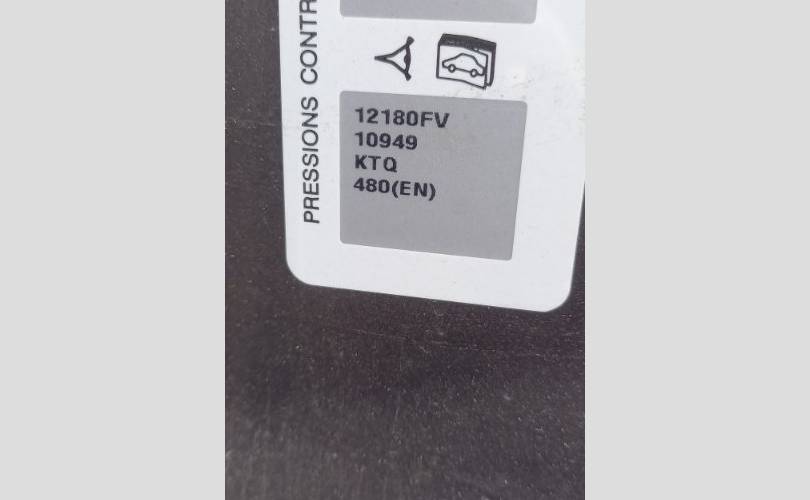 PRESSIONS CONTR
12180FV
10949
KTQ
480(EN)